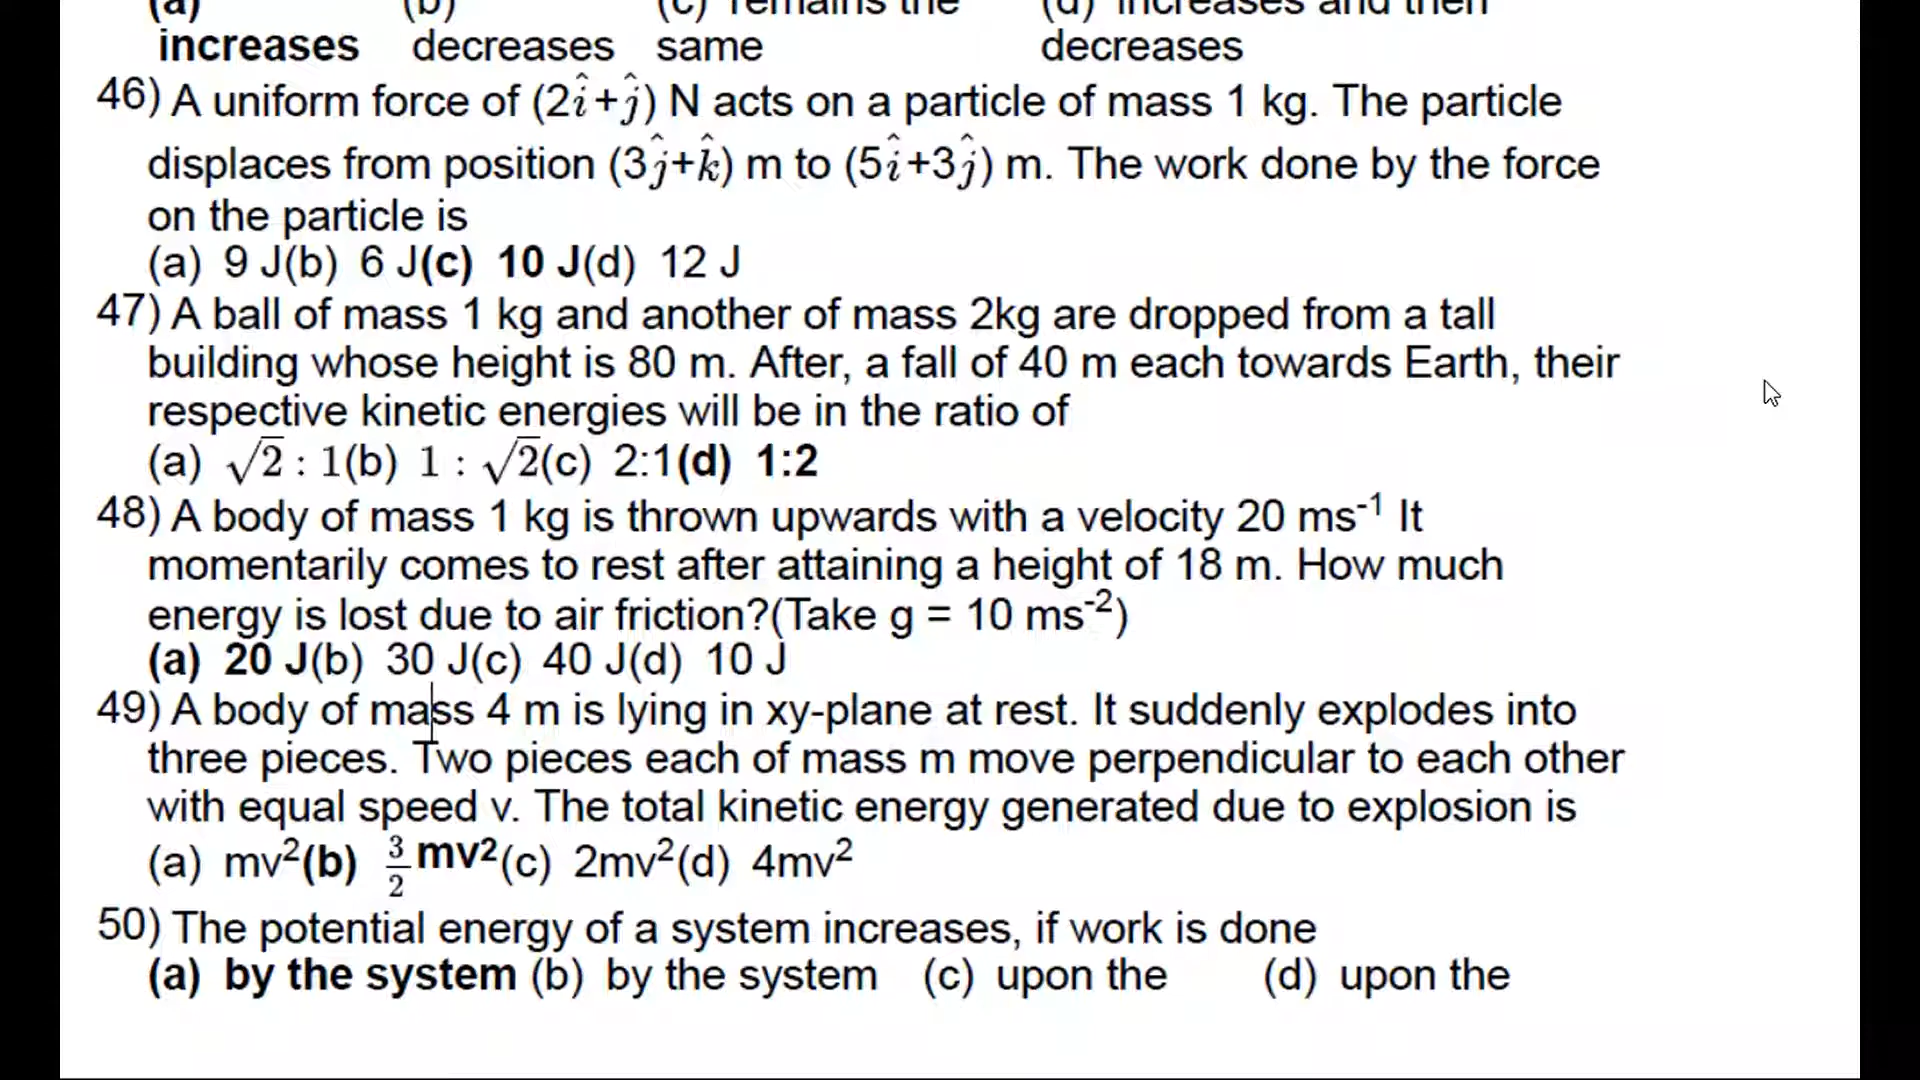 (a) (b) (c) remains the (d) increases and then
increases decreases same decreases
46) A uniform force of (2î+ĵ) N acts on a particle of mass 1 kg. The particle
displaces from position (3ĵ+k̂) m to (5î+3ĵ) m. The work done by the force
on the particle is
(a) 9 J(b) 6 J(c) 10 J(d) 12 J
47) A ball of mass 1 kg and another of mass 2kg are dropped from a tall
building whose height is 80 m. After, a fall of 40 m each towards Earth, their
respective kinetic energies will be in the ratio of
(a) √2 : 1(b) 1 : √2(c) 2:1(d) 1:2
48) A body of mass 1 kg is thrown upwards with a velocity 20 ms⁻¹ It
momentarily comes to rest after attaining a height of 18 m. How much
energy is lost due to air friction?(Take g = 10 ms⁻²)
(a) 20 J(b) 30 J(c) 40 J(d) 10 J
49) A body of mass 4 m is lying in xy-plane at rest. It suddenly explodes into
three pieces. Two pieces each of mass m move perpendicular to each other
with equal speed v. The total kinetic energy generated due to explosion is
(a) mv²(b) 3/2 mv²(c) 2mv²(d) 4mv²
50) The potential energy of a system increases, if work is done
(a) by the system (b) by the system (c) upon the (d) upon the